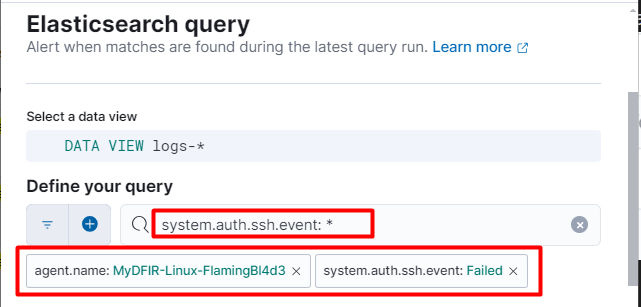 Elasticsearch query
Alert when matches are found during the latest query run. Learn more
Select a data view
DATA VIEW logs-*
Define your query
system.auth.ssh.event: *
agent.name: MyDFIR-Linux-FlamingBl4d3 × system.auth.ssh.event: Failed ×